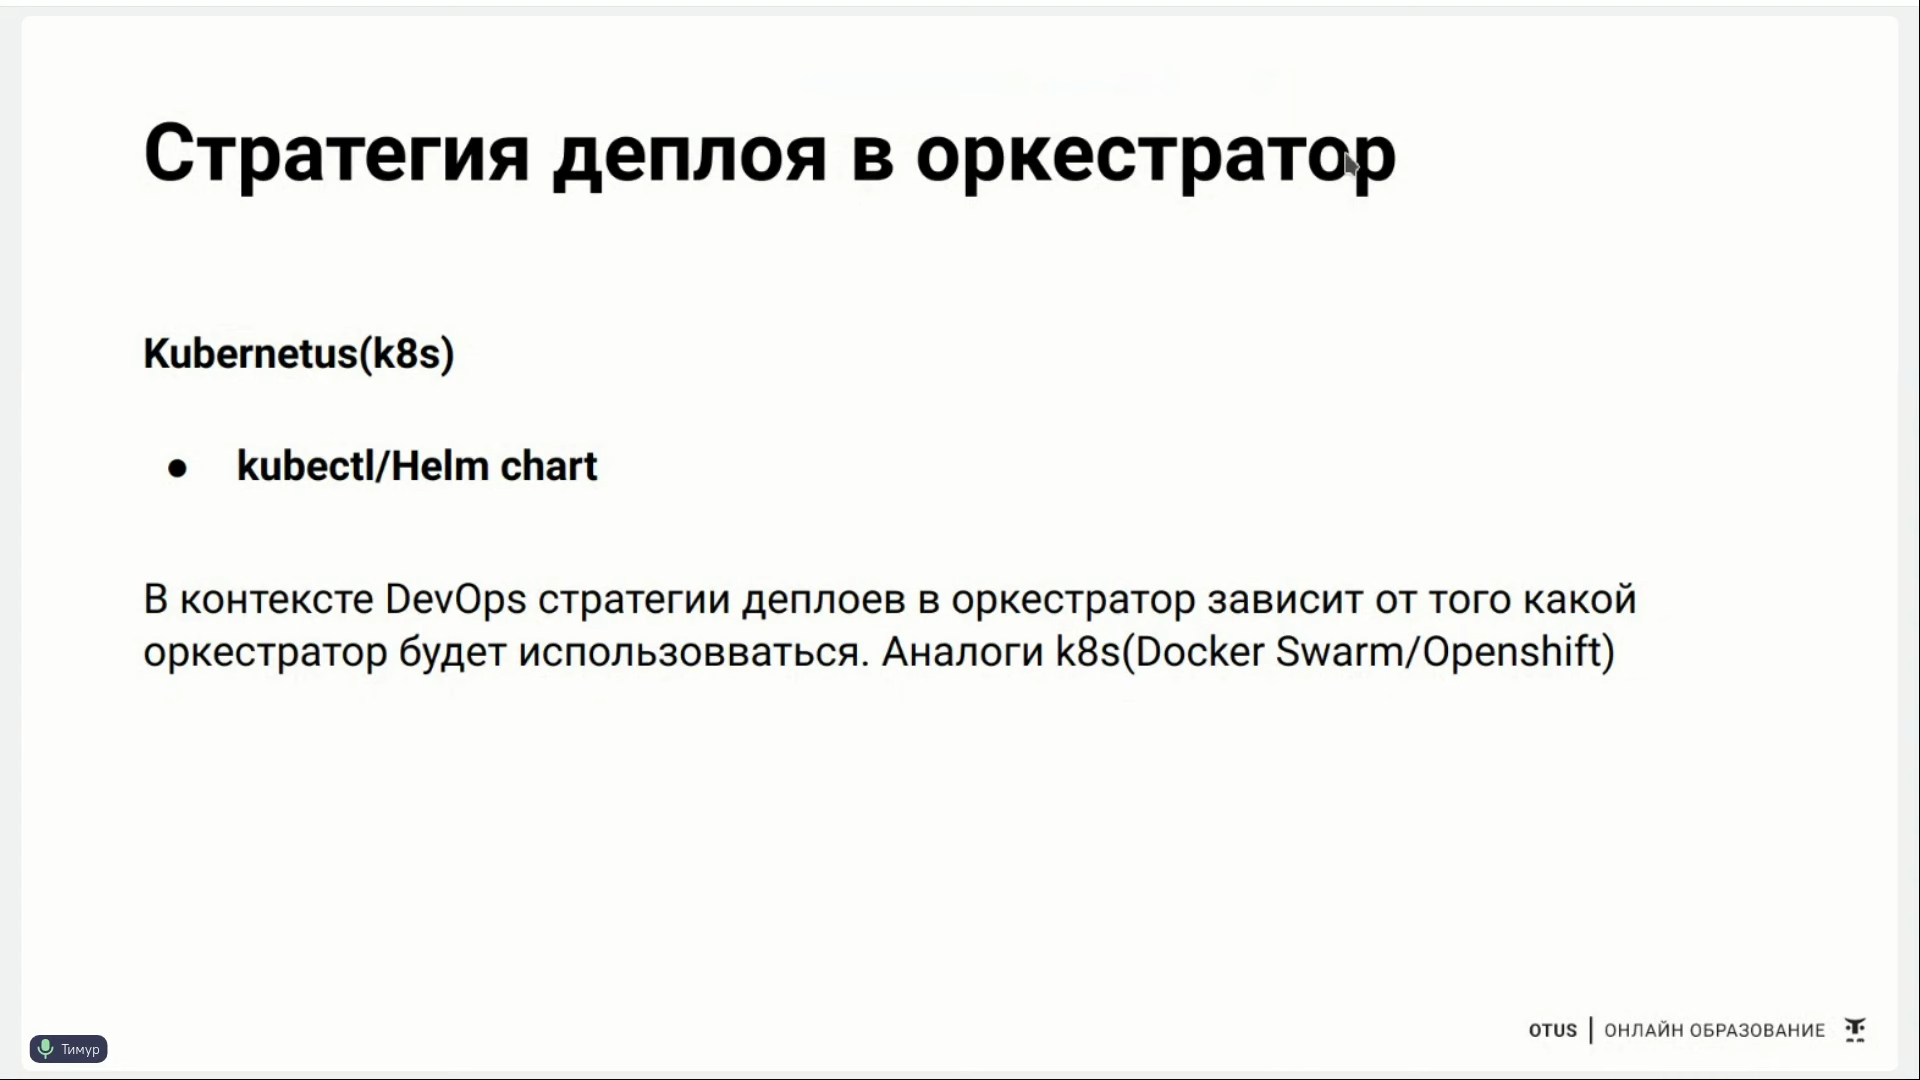 Стратегия деплоя в оркестратор
Kubernetus(k8s)
● kubectl/Helm chart
В контексте DevOps стратегии деплоев в оркестратор зависит от того какой
оркестратор будет использовваться. Аналоги k8s(Docker Swarm/Openshift)
OTUS | ОНЛАЙН ОБРАЗОВАНИЕ
Тимур